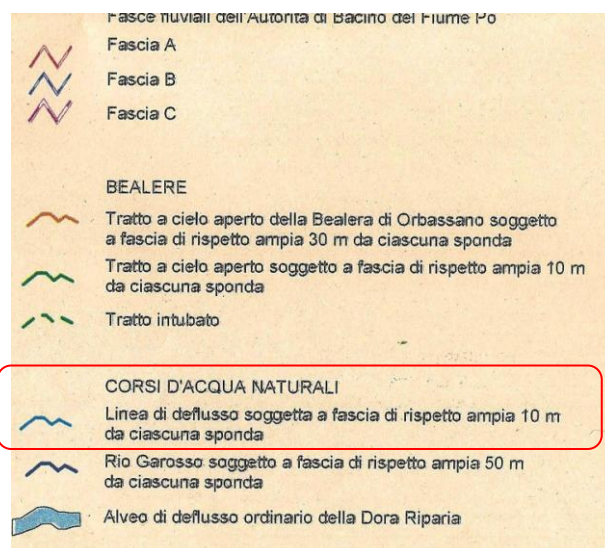 Fasce fluviali dell'Autorità di Bacino del Fiume Po
Fascia A
Fascia B
Fascia C
BEALERE
Tratto a cielo aperto della Bealera di Orbassano soggetto
a fascia di rispetto ampia 30 m da ciascuna sponda
Tratto a cielo aperto soggetto a fascia di rispetto ampia 10 m
da ciascuna sponda
Tratto intubato
CORSI D'ACQUA NATURALI
Linea di deflusso soggetta a fascia di rispetto ampia 10 m
da ciascuna sponda
Rio Garosso soggetto a fascia di rispetto ampia 50 m
da ciascuna sponda
Alveo di deflusso ordinario della Dora Riparia